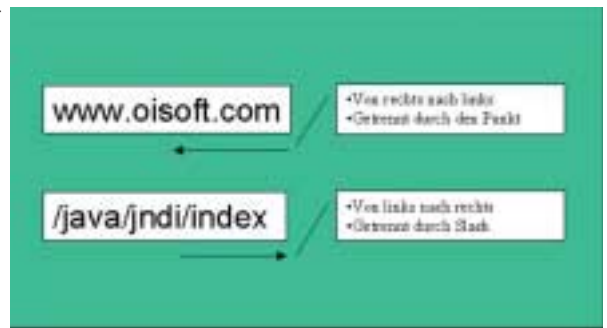 www.oisoft.com
•Von rechts nach links
•Getrennt durch den Punkt
/java/jndi/index
•Von links nach rechts
•Getrennt durch Slash